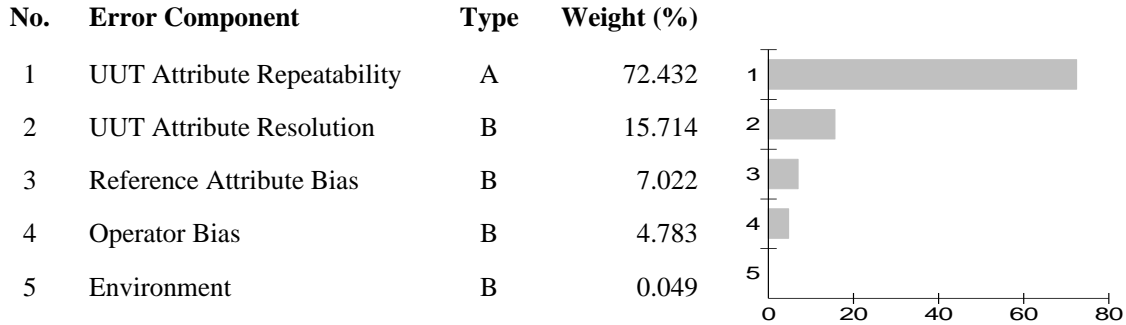 No. Error Component Type Weight (%)
1 UUT Attribute Repeatability A 72.432
2 UUT Attribute Resolution B 15.714
3 Reference Attribute Bias B 7.022
4 Operator Bias B 4.783
5 Environment B 0.049
1
2
3
4
5
0 20 40 60 80